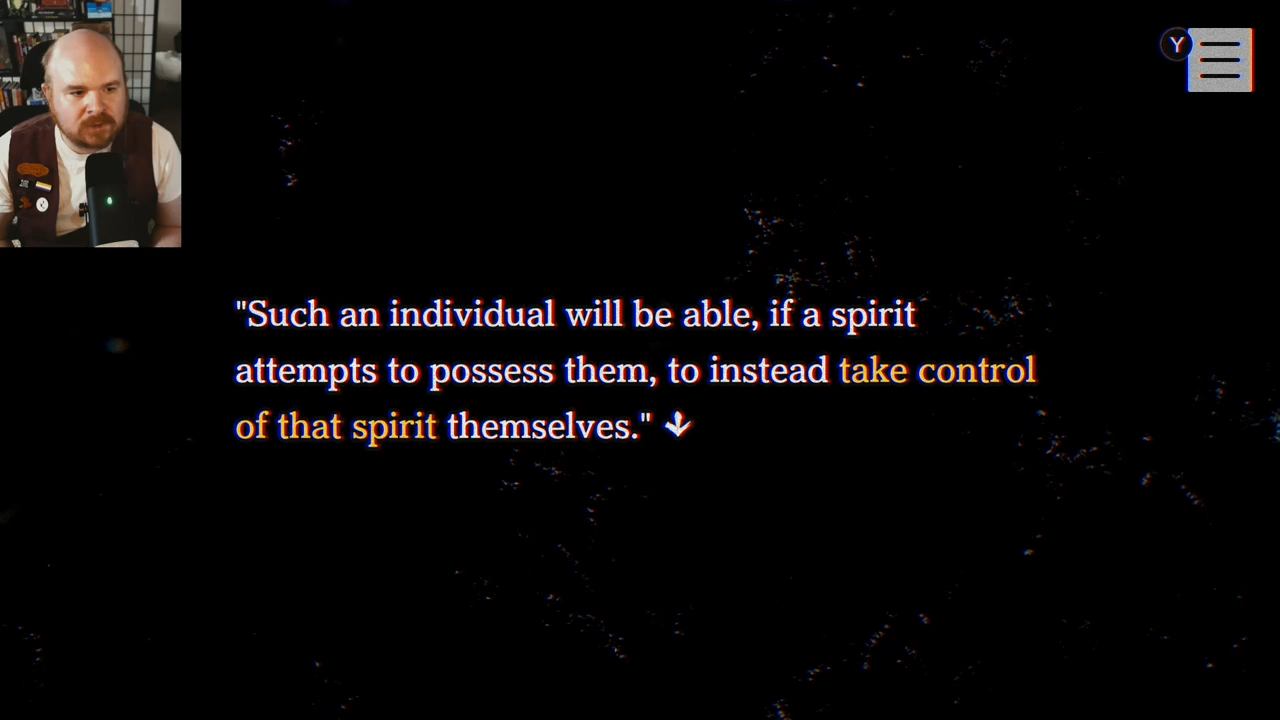 Y
"Such an individual will be able, if a spirit
attempts to possess them, to instead take control
of that spirit themselves."